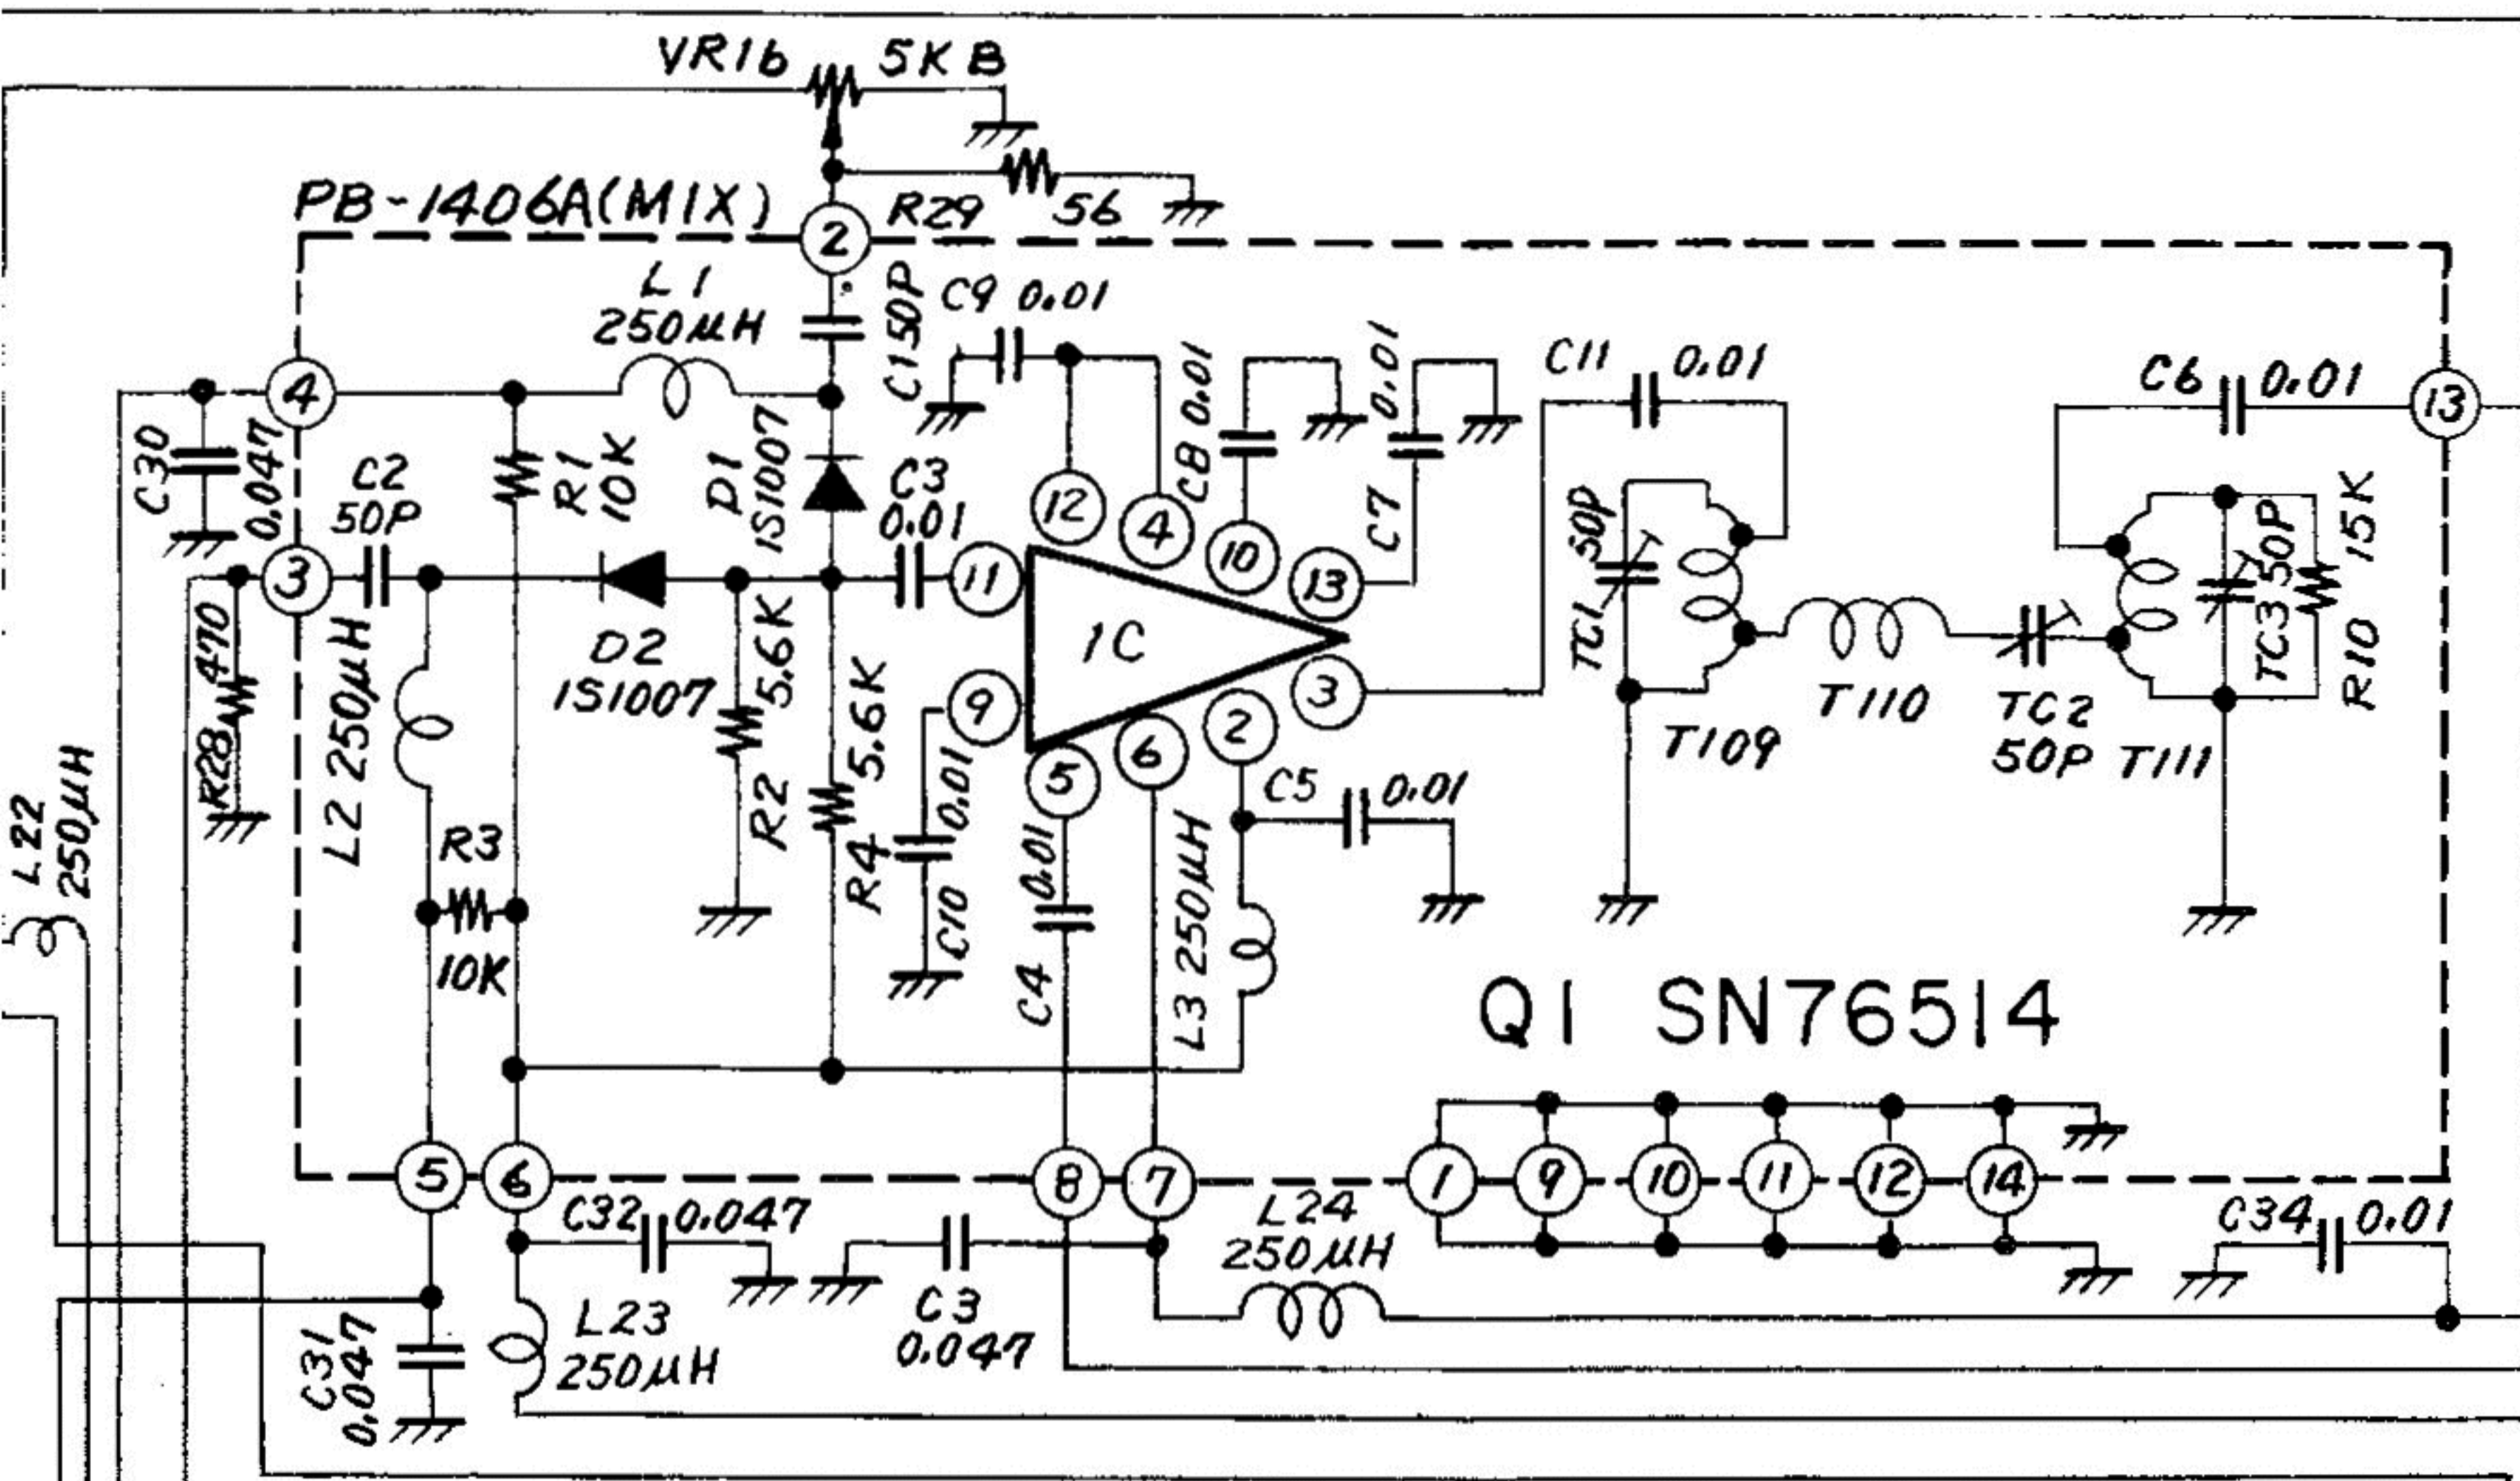 VR1b 5K B
PB-1406A(MIX)
2
R29 56
L1
250μH
C1 50P
C9 0.01
4
C30
0.047
R1
10K
D1
1S1007
C2
50P
C3
0.01
12
4
C8 0.01
10
13
C7 0.01
C11 0.01
C6 0.01
13
3
11
1C
TC1 50P
TC3 50P
15K
R10
R28 470
L2 250μH
D2
1S1007
5.6K
R2
5.6K
R4
9
5
6
2
3
T109
T110
TC2
50P
T111
L22
250μH
R3
10K
C10 0.01
C4 0.01
L3 250μH
C5 0.01
Q1 SN76514
5
6
8
7
1
9
10
11
12
14
C32 0.047
L24
250μH
C34 0.01
C31
0.047
L23
250μH
C3
0.047